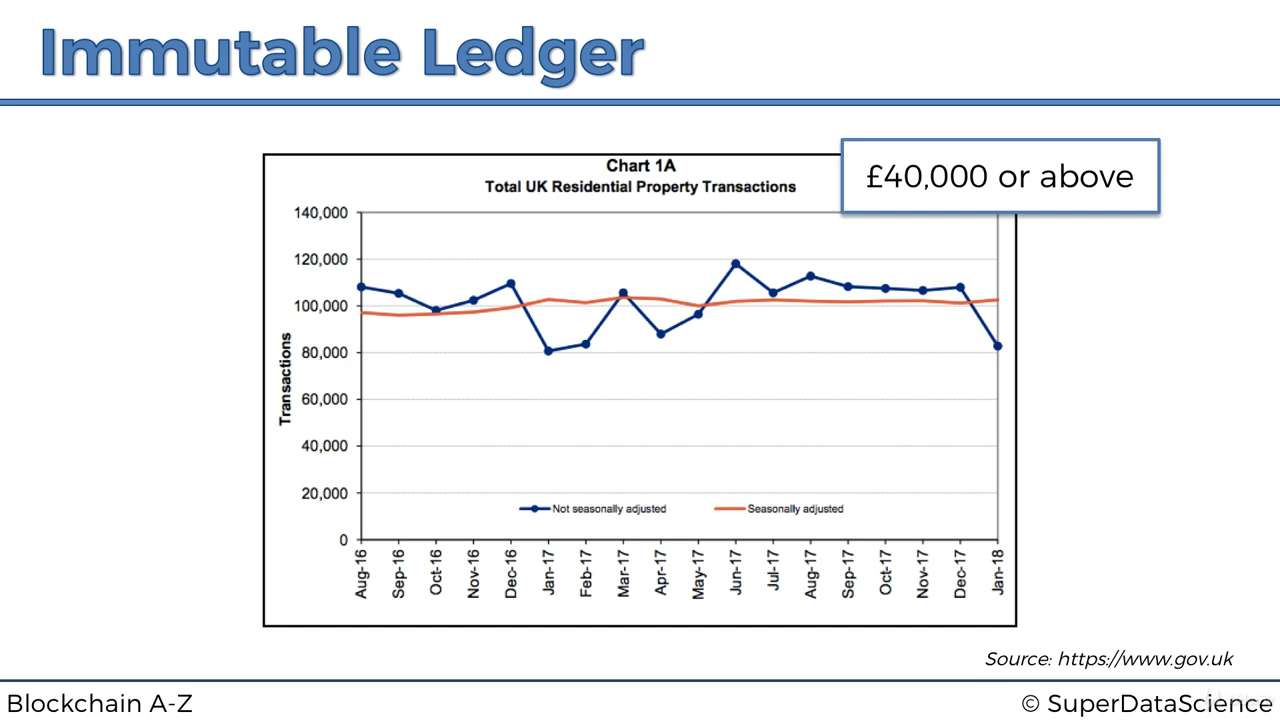 Immutable Ledger
£40,000 or above
Chart 1A
Total UK Residential Property Transactions
140,000
120,000
100,000
80,000
60,000
40,000
20,000
0
Transactions
Not seasonally adjusted
Seasonally adjusted
Aug-16
Sep-16
Oct-16
Nov-16
Dec-16
Jan-17
Feb-17
Mar-17
Apr-17
May-17
Jun-17
Jul-17
Aug-17
Sep-17
Oct-17
Nov-17
Dec-17
Jan-18
Source: https://www.gov.uk
Blockchain A-Z
© SuperDataScience